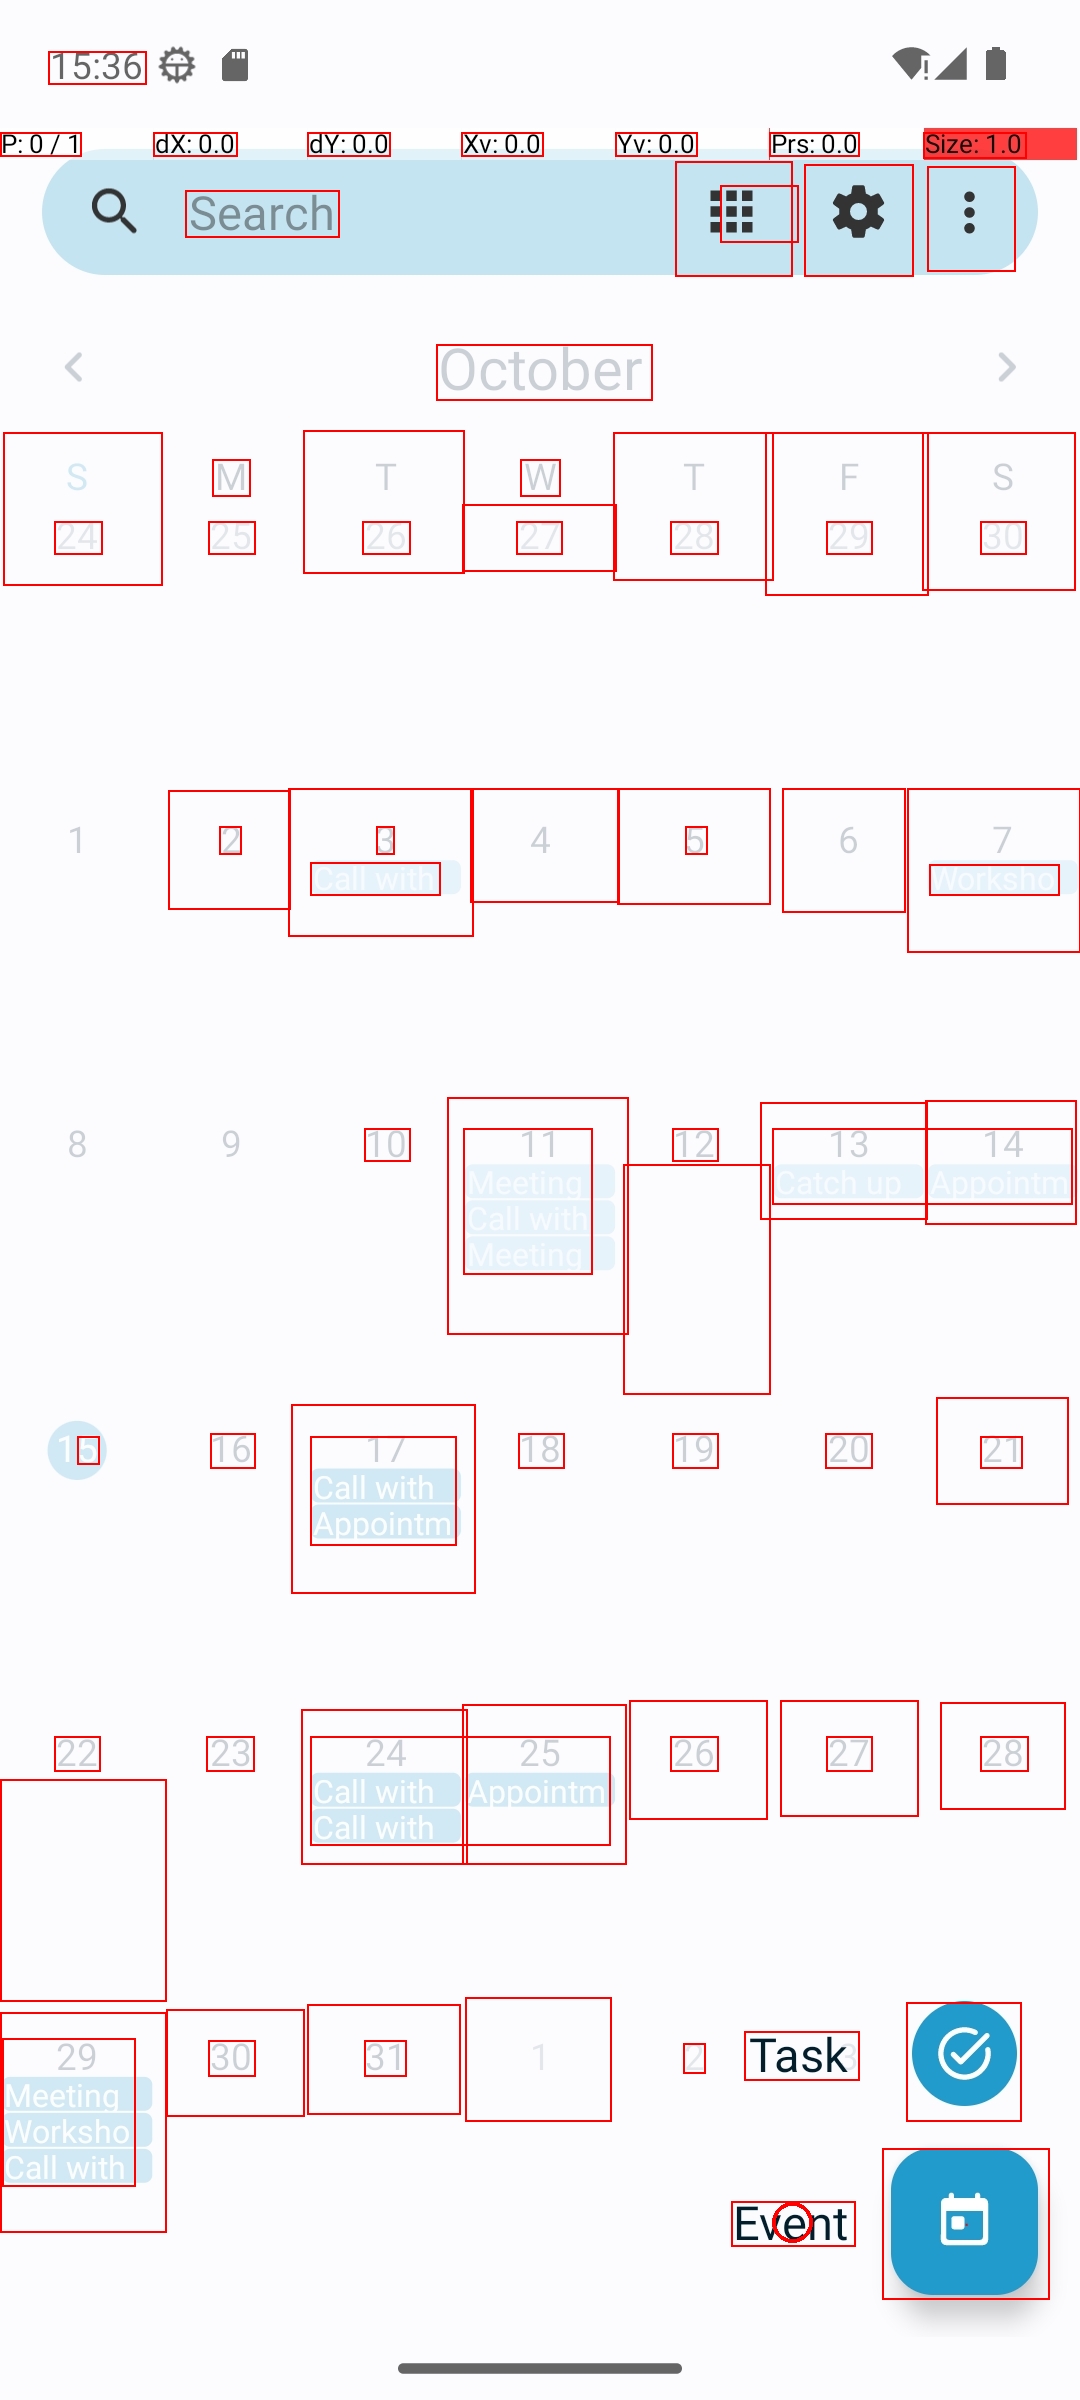 15:36
P: 0 / 1 dX: 0.0 dY: 0.0 Xv: 0.0 Yv: 0.0 Prs: 0.0 Size: 1.0
Search
October
S M T W T F S
24 25 26 27 28 29 30
1 2 3 4 5 6 7
Call with Worksho
8 9 10 11 12 13 14
Meeting Catch up Appointm
Call with
Meeting
15 16 17 18 19 20 21
Call with
Appointm
22 23 24 25 26 27 28
Call with Appointm
Call with
29 30 31 1 2 Task 3
Meeting
Worksho
Call with
Event